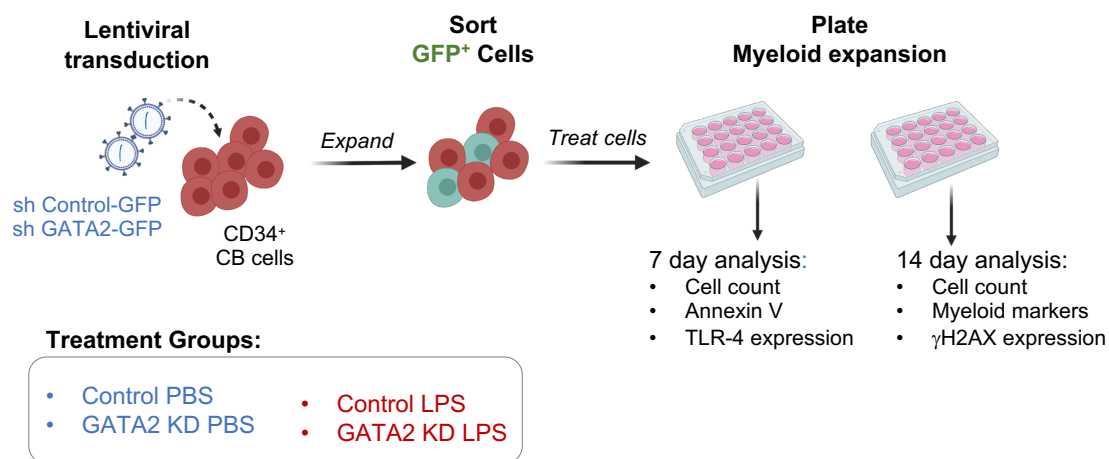 Lentiviral
transduction
Sort
GFP⁺ Cells
Plate
Myeloid expansion
Expand
Treat cells
sh Control-GFP
sh GATA2-GFP
CD34⁺
CB cells
7 day analysis:
• Cell count
• Annexin V
• TLR-4 expression
14 day analysis:
• Cell count
• Myeloid markers
• γH2AX expression
Treatment Groups:
• Control PBS
• GATA2 KD PBS
• Control LPS
• GATA2 KD LPS